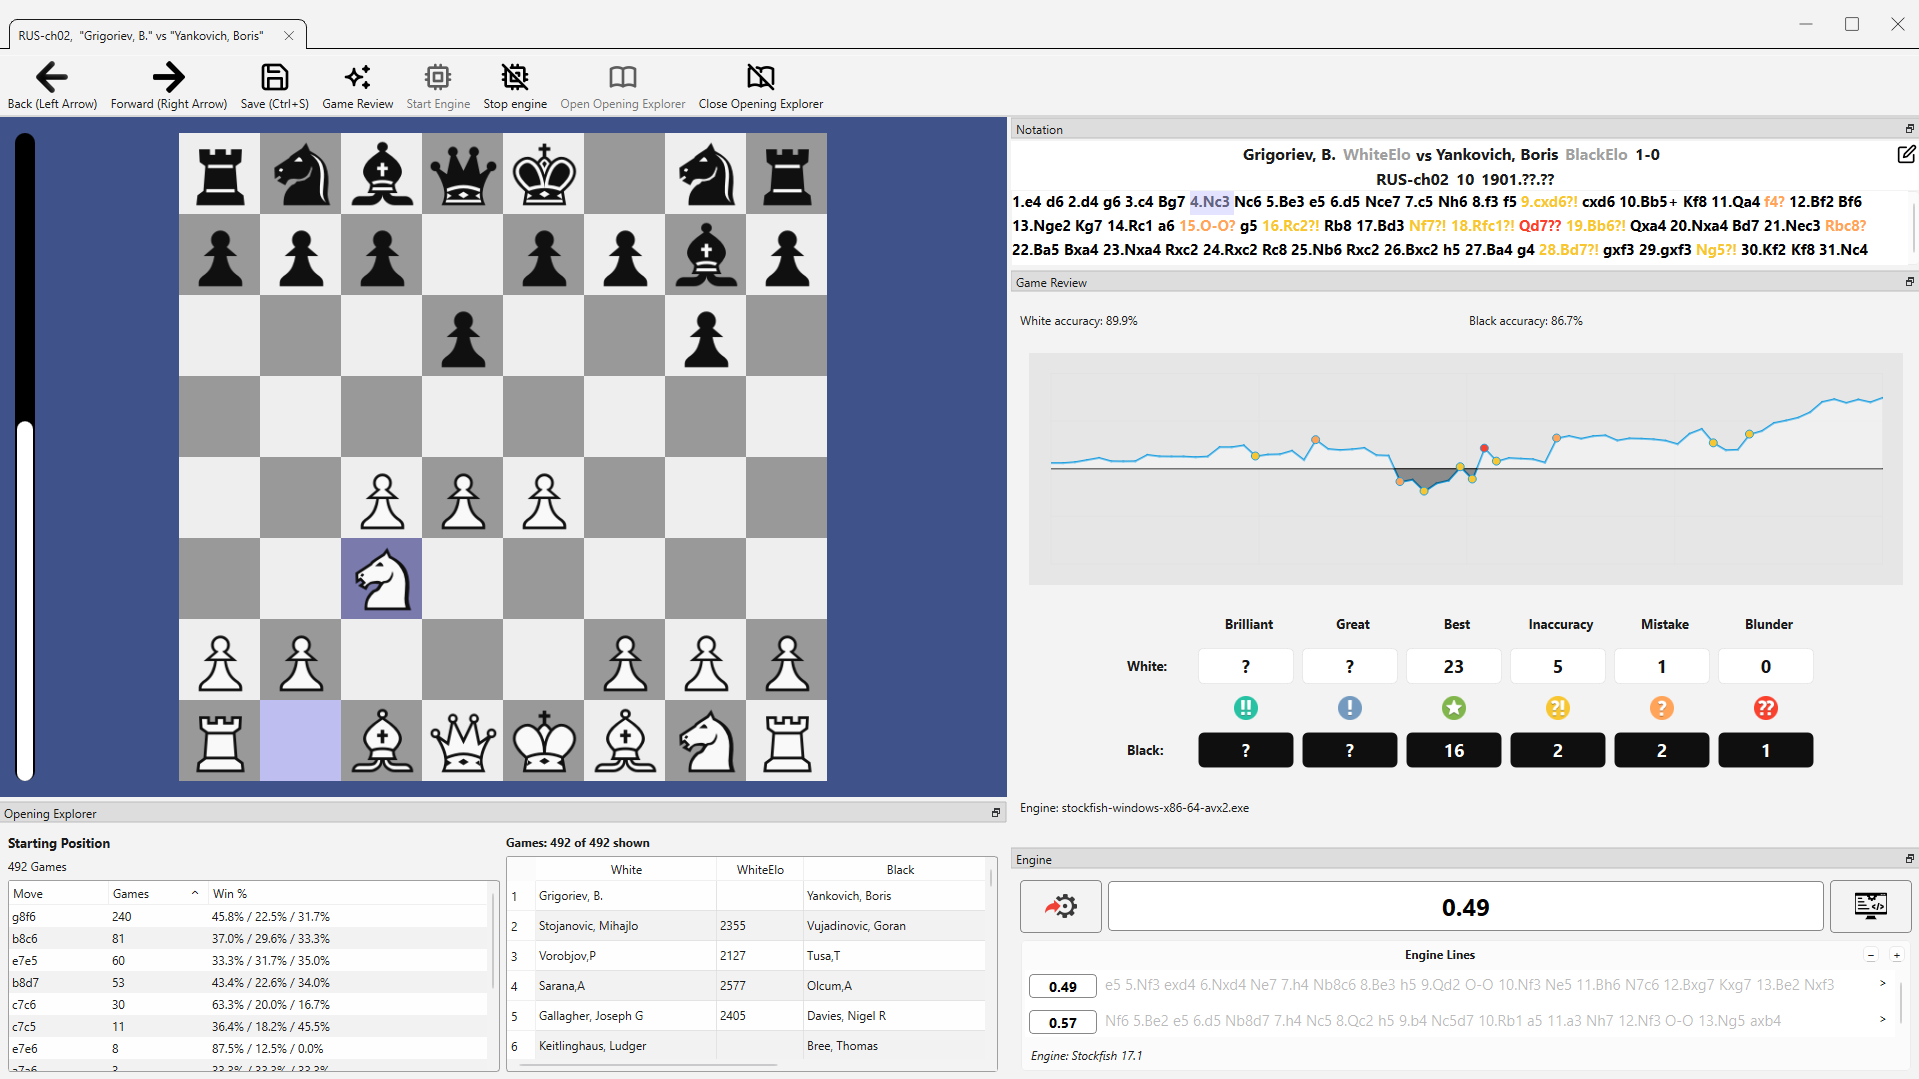 RUS-ch02, "Grigoriev, B." vs "Yankovich, Boris"
Back (Left Arrow) Forward (Right Arrow) Save (Ctrl+S) Game Review Start Engine Stop engine Open Opening Explorer Close Opening Explorer
Notation
Grigoriev, B. WhiteElo vs Yankovich, Boris BlackElo 1-0
RUS-ch02 10 1901.??.??
1.e4 d6 2.d4 g6 3.c4 Bg7 4.Nc3 Nc6 5.Be3 e5 6.d5 Nce7 7.c5 Nh6 8.f3 f5 9.cxd6?! cxd6 10.Bb5+ Kf8 11.Qa4 f4? 12.Bf2 Bf6
13.Nge2 Kg7 14.Rc1 a6 15.O-O? g5 16.Rc2?! Rb8 17.Bd3 Nf7?! 18.Rfc1?! Qd7?? 19.Bb6?! Qxa4 20.Nxa4 Bd7 21.Nec3 Rbc8?
22.Ba5 Bxa4 23.Nxa4 Rxc2 24.Rxc2 Rc8 25.Nb6 Rxc2 26.Bxc2 h5 27.Ba4 g4 28.Bd7?! gxf3 29.gxf3 Ng5?! 30.Kf2 Kf8 31.Nc4
Game Review
White accuracy: 89.9% Black accuracy: 86.7%
Brilliant Great Best Inaccuracy Mistake Blunder
White: ? ? 23 5 1 0
!! ! ?! ? ??
Black: ? ? 16 2 2 1
Engine: stockfish-windows-x86-64-avx2.exe
Opening Explorer
Starting Position
492 Games
Move Games Win %
g8f6 240 45.8% / 22.5% / 31.7%
b8c6 81 37.0% / 29.6% / 33.3%
e7e5 60 33.3% / 31.7% / 35.0%
b8d7 53 43.4% / 22.6% / 34.0%
c7c6 30 63.3% / 20.0% / 16.7%
c7c5 11 36.4% / 18.2% / 45.5%
e7e6 8 87.5% / 12.5% / 0.0%
a7a6 3 33.3% / 33.3% / 33.3%
Games: 492 of 492 shown
White WhiteElo Black
1 Grigoriev, B. Yankovich, Boris
2 Stojanovic, Mihajlo 2355 Vujadinovic, Goran
3 Vorobjov,P 2127 Tusa,T
4 Sarana,A 2577 Olcum,A
5 Gallagher, Joseph G 2405 Davies, Nigel R
6 Keitlinghaus, Ludger Bree, Thomas
Engine
0.49
Engine Lines
0.49 e5 5.Nf3 exd4 6.Nxd4 Ne7 7.h4 Nb8c6 8.Be3 h5 9.Qd2 O-O 10.Nf3 Ne5 11.Bh6 N7c6 12.Bxg7 Kxg7 13.Be2 Nxf3
0.57 Nf6 5.Be2 e5 6.d5 Nb8d7 7.h4 Nc5 8.Qc2 h5 9.b4 Nc5d7 10.Rb1 a5 11.a3 Nh7 12.Nf3 O-O 13.Ng5 axb4
Engine: Stockfish 17.1